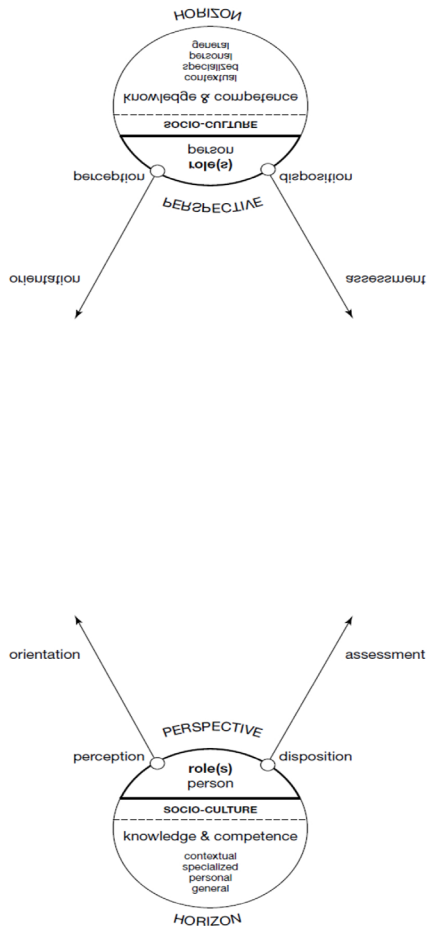 HORIZON
general
personal
specialized
contextual
knowledge & competence
SOCIO-CULTURE
person
role(s)
perception
disposition
PERSPECTIVE
orientation
assessment
orientation
assessment
PERSPECTIVE
perception
disposition
role(s)
person
SOCIO-CULTURE
knowledge & competence
contextual
specialized
personal
general
HORIZON